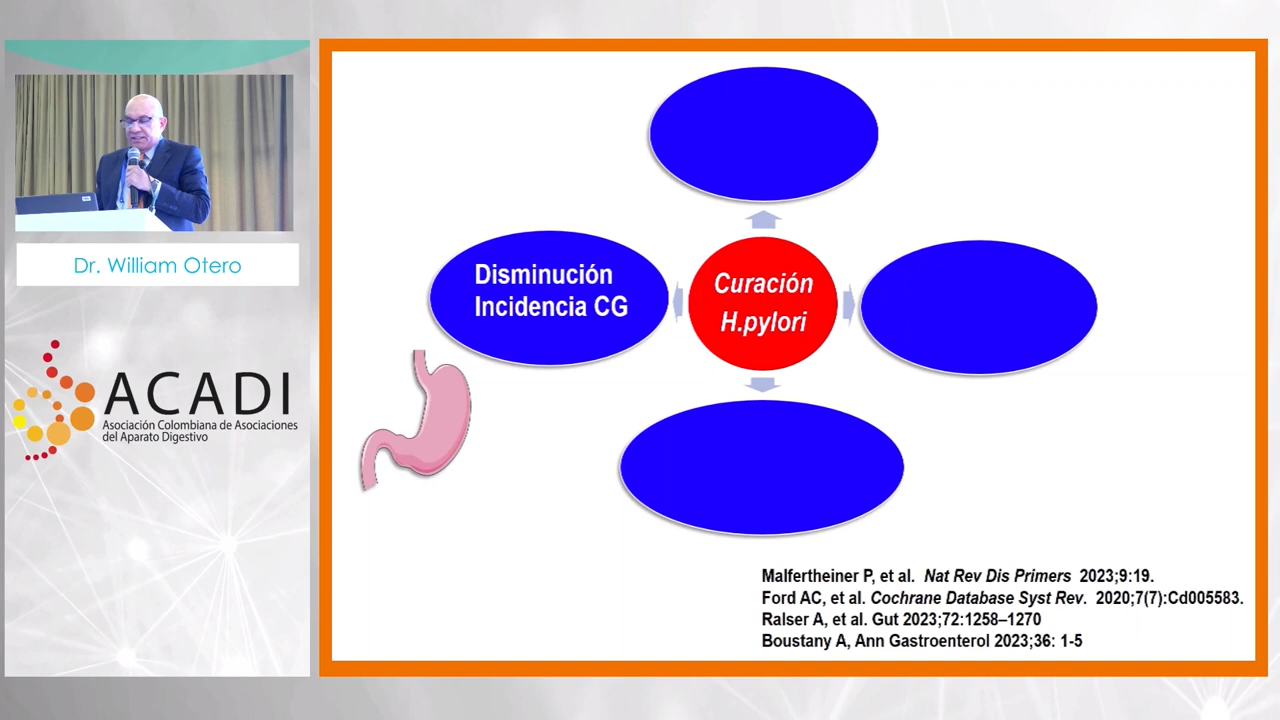 Dr. William Otero
ACADI
Asociación Colombiana de Asociaciones
del Aparato Digestivo
Disminución
Incidencia CG
Curación
H.pylori
Malfertheiner P, et al. Nat Rev Dis Primers 2023;9:19.
Ford AC, et al. Cochrane Database Syst Rev. 2020;7(7):Cd005583.
Ralser A, et al. Gut 2023;72:1258–1270
Boustany A, Ann Gastroenterol 2023;36: 1-5